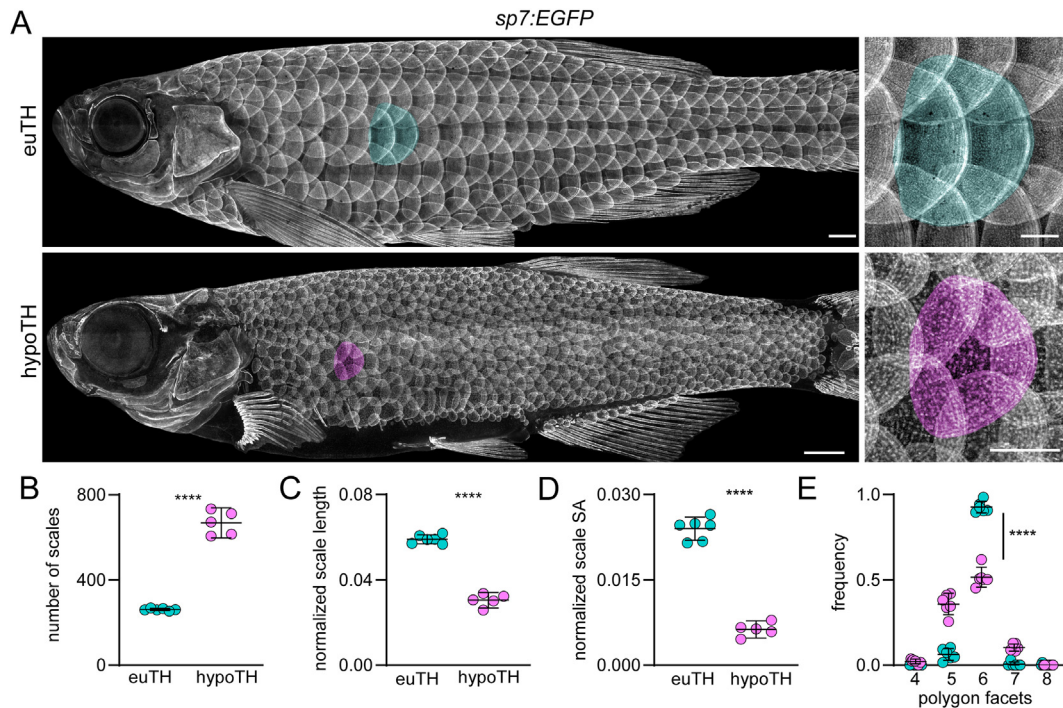 sp7:EGFP
A
euTH
hypoTH
B
number of scales
800
400
0
****
euTH hypoTH
C
normalized scale length
0.08
0.04
0.00
****
euTH hypoTH
D
normalized scale SA
0.030
0.015
0.000
****
euTH hypoTH
E
frequency
1.0
0.5
0.0
****
4 5 6 7 8
polygon facets